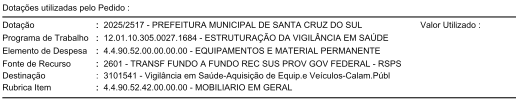 Dotações utilizadas pelo Pedido :
Dotação : 2025/2517 - PREFEITURA MUNICIPAL DE SANTA CRUZ DO SUL Valor Utilizado :
Programa de Trabalho : 12.01.10.305.0027.1684 - ESTRUTURAÇÃO DA VIGILÂNCIA EM SAÚDE
Elemento de Despesa : 4.4.90.52.00.00.00.00 - EQUIPAMENTOS E MATERIAL PERMANENTE
Fonte de Recurso : 2601 - TRANSF FUNDO A FUNDO REC SUS PROV GOV FEDERAL - RSPS
Destinação : 3101541 - Vigilância em Saúde-Aquisição de Equip.e Veículos-Calam.Públ
Rubrica Item : 4.4.90.52.42.00.00.00 - MOBILIARIO EM GERAL